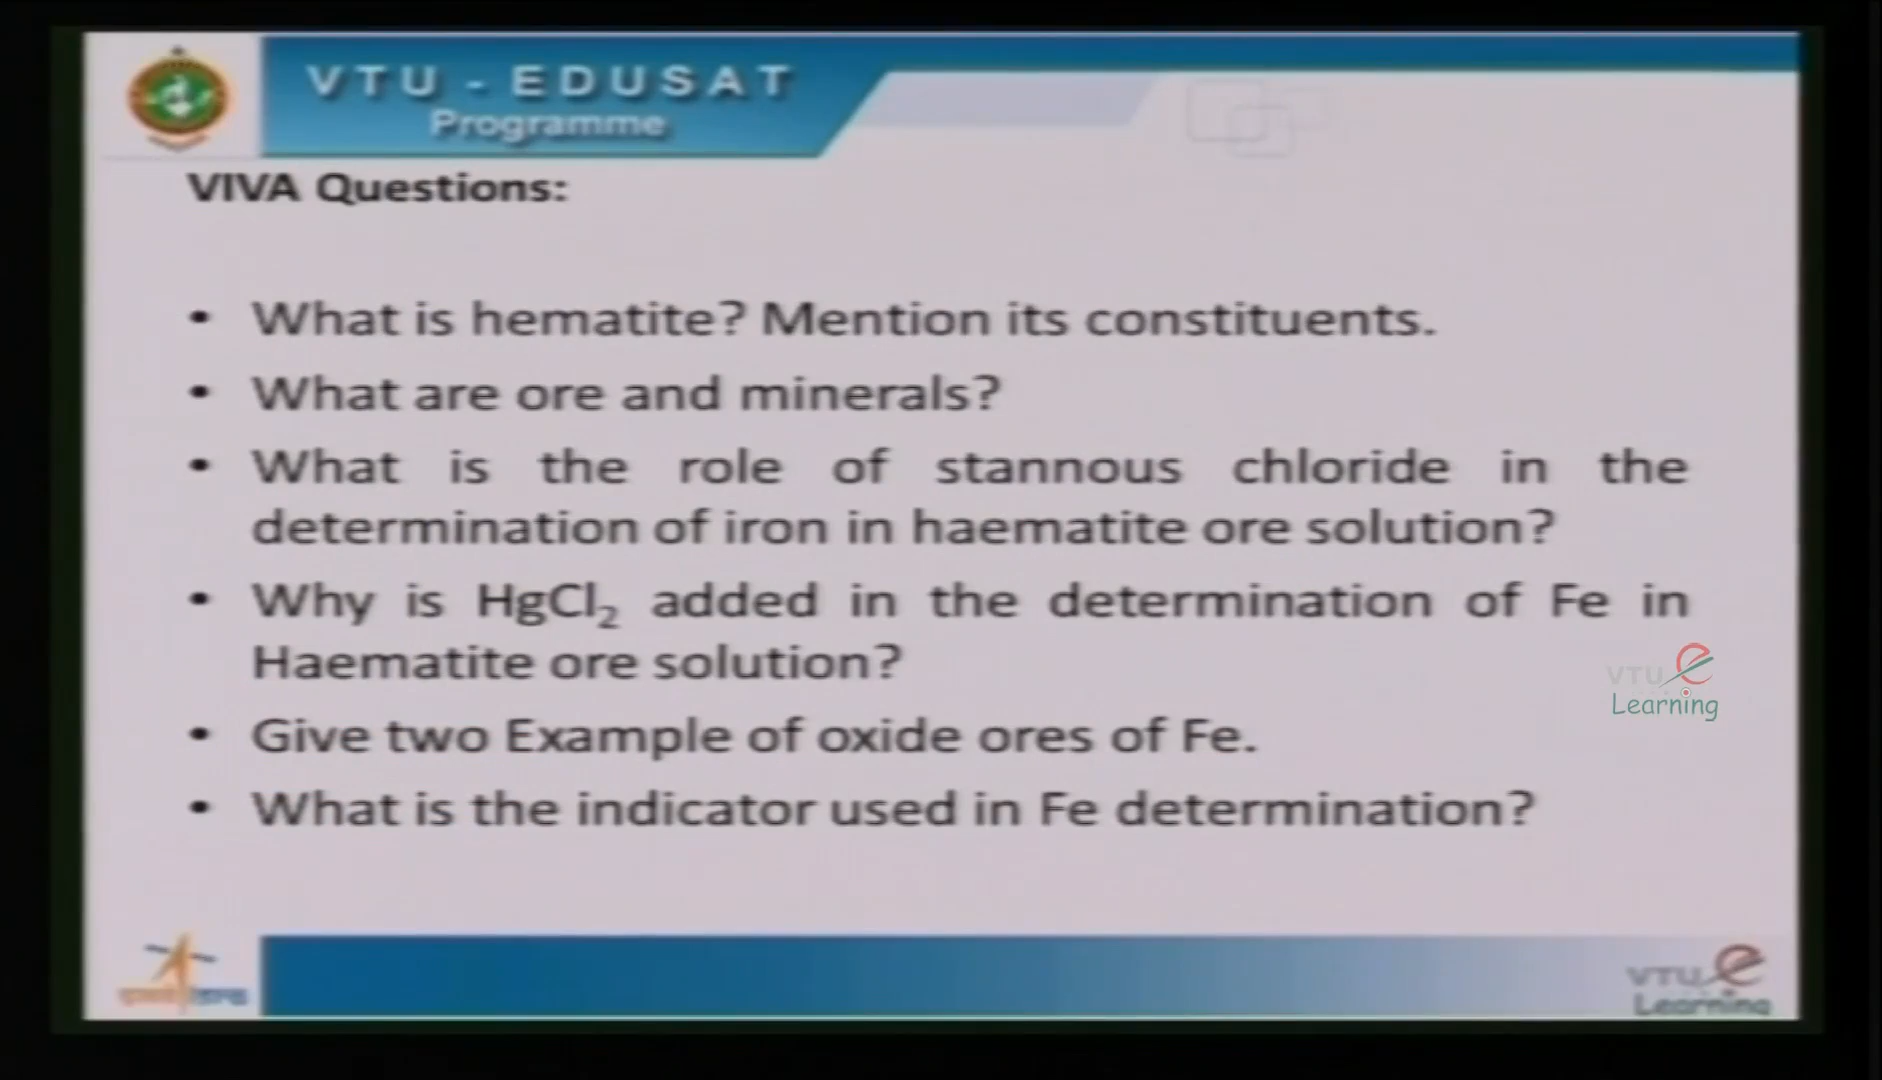 VTU - EDUSAT
Programme
VIVA Questions:
• What is hematite? Mention its constituents.
• What are ore and minerals?
• What is the role of stannous chloride in the
determination of iron in haematite ore solution?
• Why is HgCl₂ added in the determination of Fe in
Haematite ore solution?
VTU e
Learning
• Give two Example of oxide ores of Fe.
• What is the indicator used in Fe determination?
VTU e
Learning